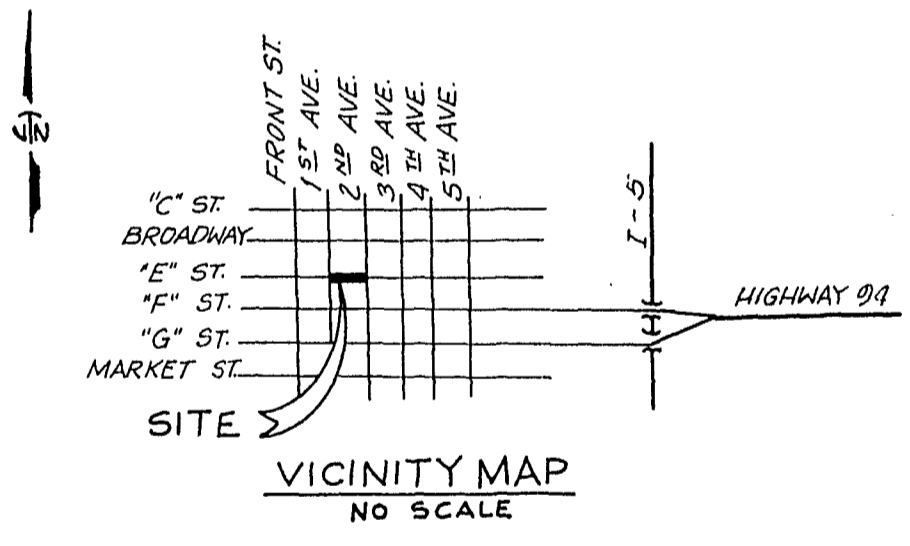 FRONT ST.
1ST AVE.
2ND AVE.
3RD AVE.
4TH AVE.
5TH AVE.
"C" ST.
BROADWAY
"E" ST.
"F" ST.
"G" ST.
MARKET ST.
I-5
HIGHWAY 94
SITE
VICINITY MAP
NO SCALE